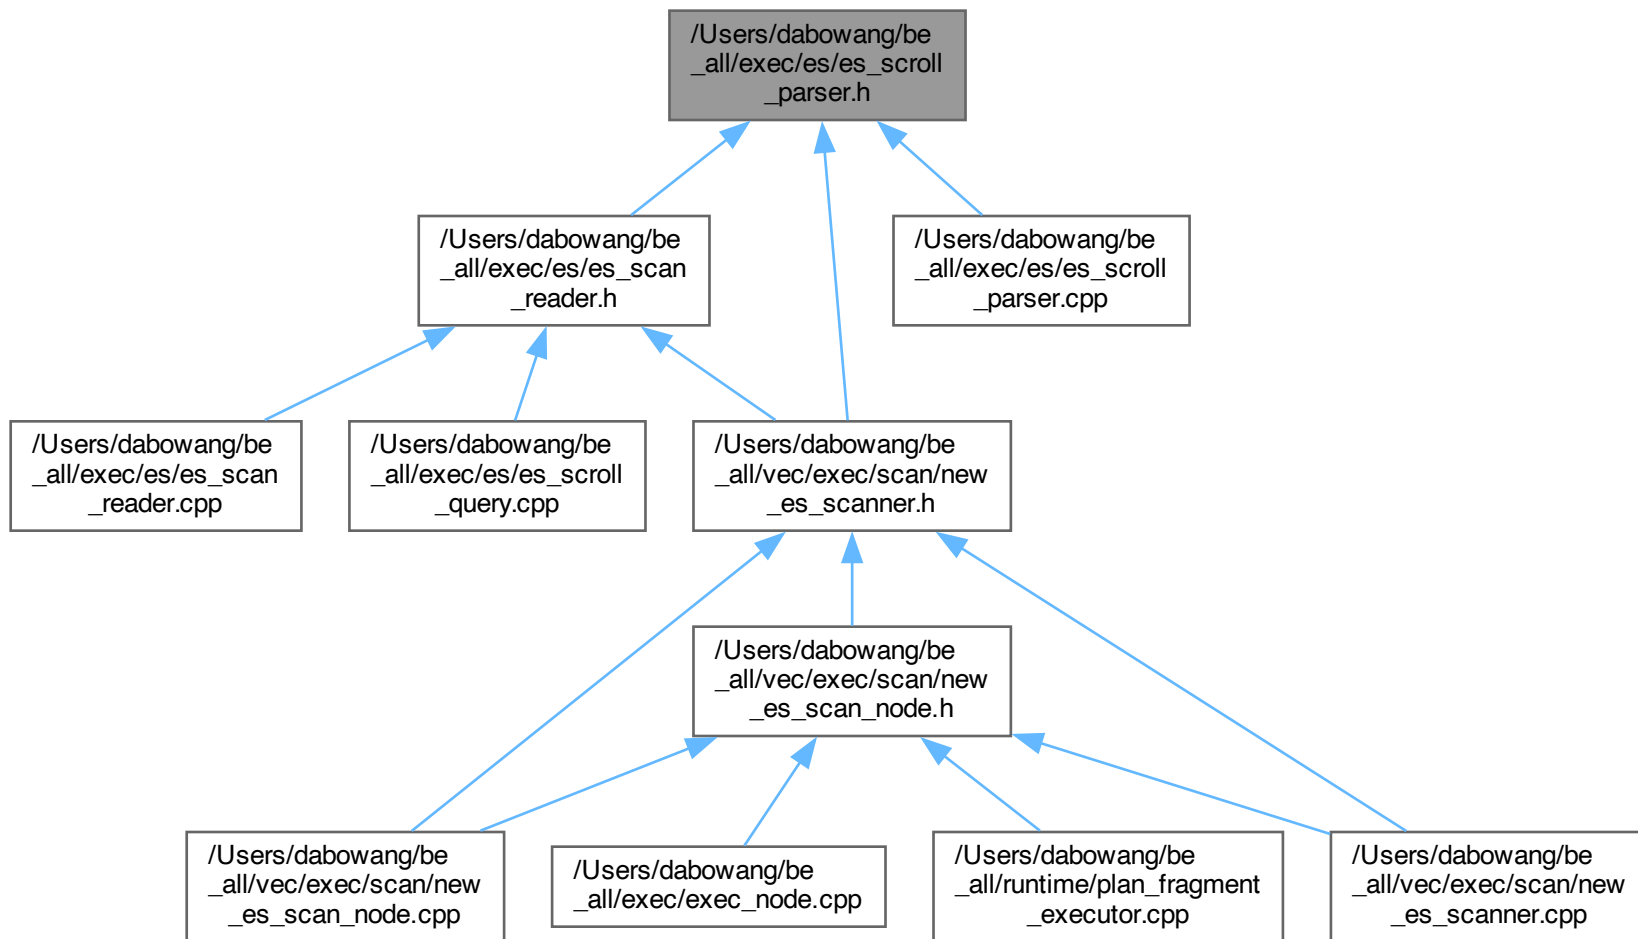 /Users/dabowang/be
_all/exec/es/es_scroll
_parser.h
/Users/dabowang/be
_all/exec/es/es_scan
_reader.h
/Users/dabowang/be
_all/exec/es/es_scroll
_parser.cpp
/Users/dabowang/be
_all/exec/es/es_scan
_reader.cpp
/Users/dabowang/be
_all/exec/es/es_scroll
_query.cpp
/Users/dabowang/be
_all/vec/exec/scan/new
_es_scanner.h
/Users/dabowang/be
_all/vec/exec/scan/new
_es_scan_node.h
/Users/dabowang/be
_all/vec/exec/scan/new
_es_scan_node.cpp
/Users/dabowang/be
_all/exec/exec_node.cpp
/Users/dabowang/be
_all/runtime/plan_fragment
_executor.cpp
/Users/dabowang/be
_all/vec/exec/scan/new
_es_scanner.cpp